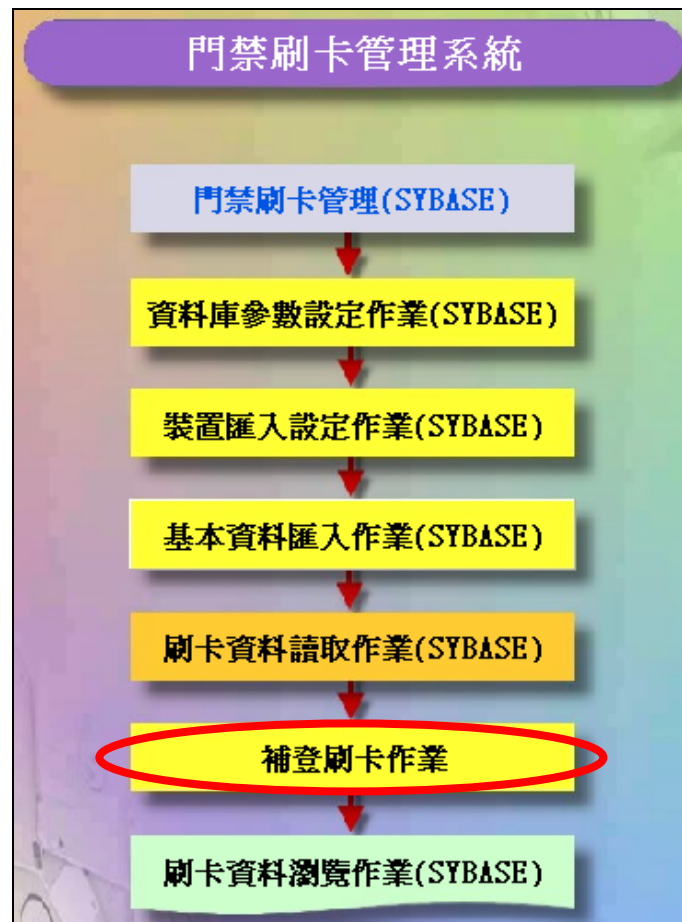 門禁刷卡管理系統
門禁刷卡管理(SYBASE)
資料庫參數設定作業(SYBASE)
裝置匯入設定作業(SYBASE)
基本資料匯入作業(SYBASE)
刷卡資料讀取作業(SYBASE)
補登刷卡作業
刷卡資料瀏覽作業(SYBASE)